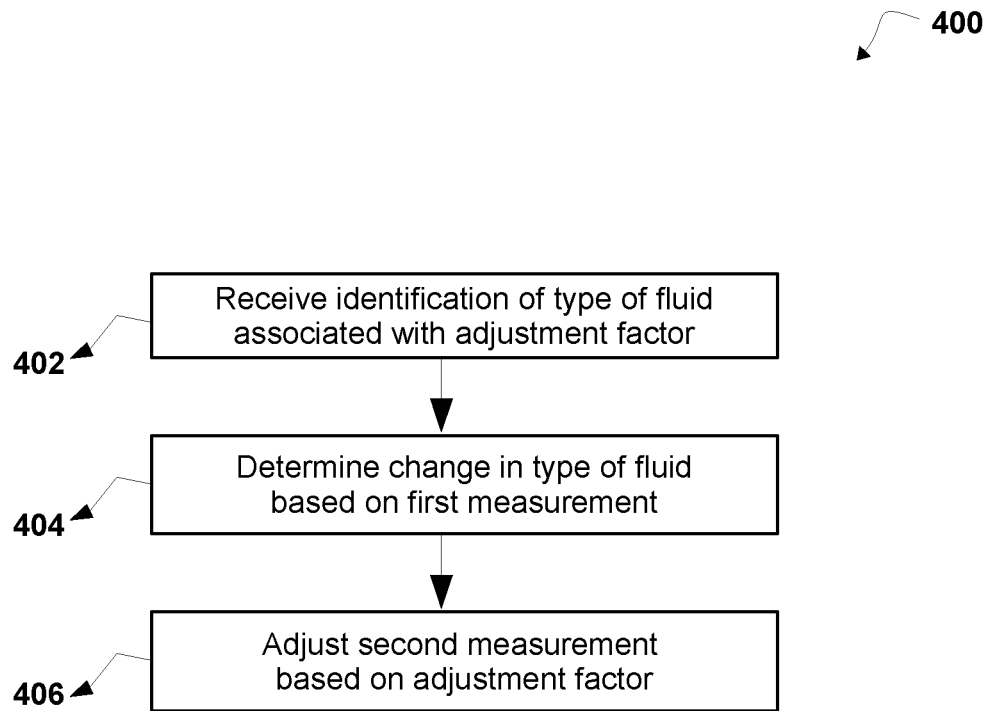 400
Receive identification of type of fluid
associated with adjustment factor
402
Determine change in type of fluid
based on first measurement
404
Adjust second measurement
based on adjustment factor
406